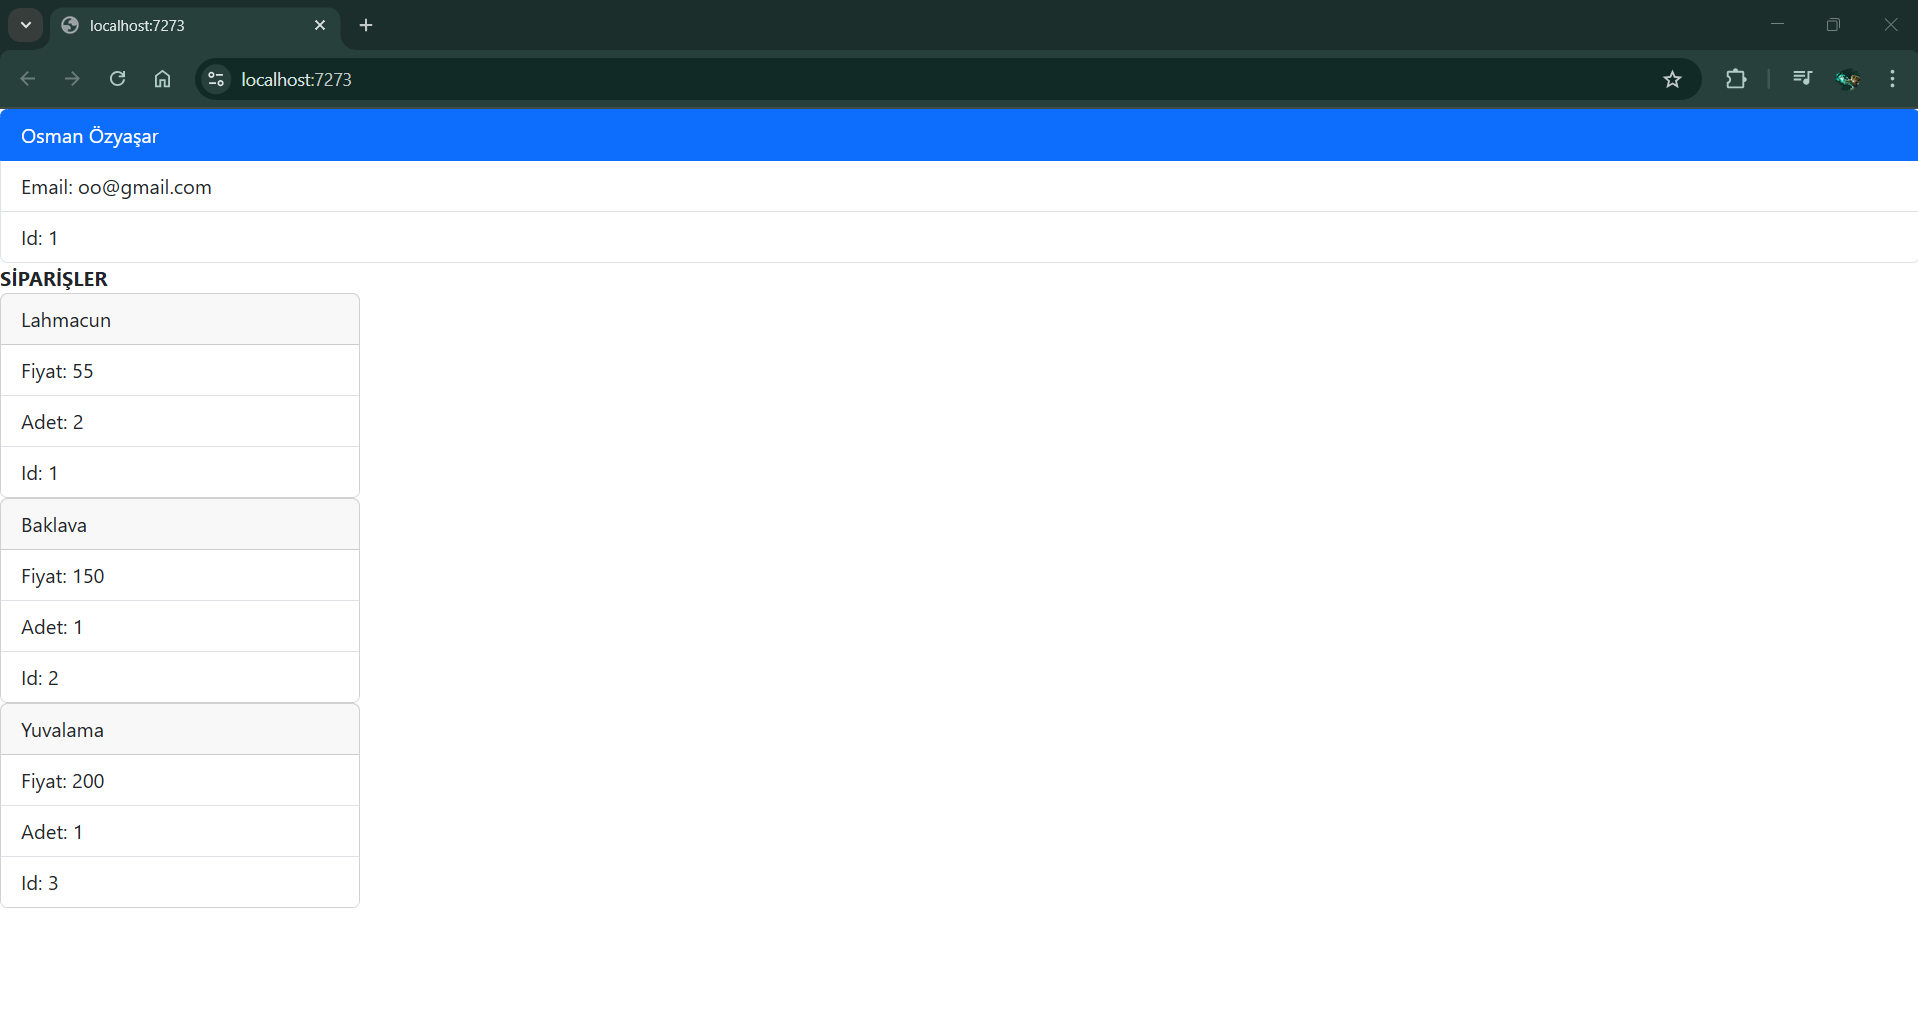 localhost:7273
localhost:7273
Osman Özyaşar
Email: oo@gmail.com
Id: 1
SİPARİŞLER
Lahmacun
Fiyat: 55
Adet: 2
Id: 1
Baklava
Fiyat: 150
Adet: 1
Id: 2
Yuvalama
Fiyat: 200
Adet: 1
Id: 3